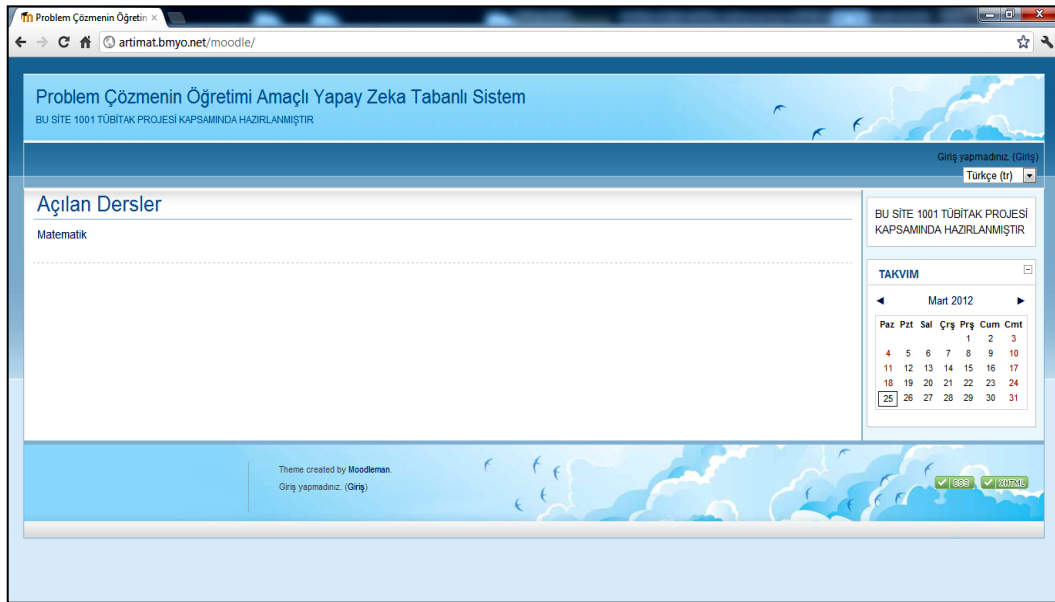 Problem Çözmenin Öğretin
artimat.bmyo.net/moodle/
Problem Çözmenin Öğretimi Amaçlı Yapay Zeka Tabanlı Sistem
BU SİTE 1001 TÜBİTAK PROJESİ KAPSAMINDA HAZIRLANMIŞTIR
Giriş yapmadınız. (Giriş)
Türkçe (tr)
Açılan Dersler
Matematik
BU SİTE 1001 TÜBİTAK PROJESİ
KAPSAMINDA HAZIRLANMIŞTIR
TAKVIM
Mart 2012
Paz Pzt Sal Çrş Prş Cum Cmt
1 2 3
4 5 6 7 8 9 10
11 12 13 14 15 16 17
18 19 20 21 22 23 24
25 26 27 28 29 30 31
Theme created by Moodleman.
Giriş yapmadınız. (Giriş)
CSS XHTML